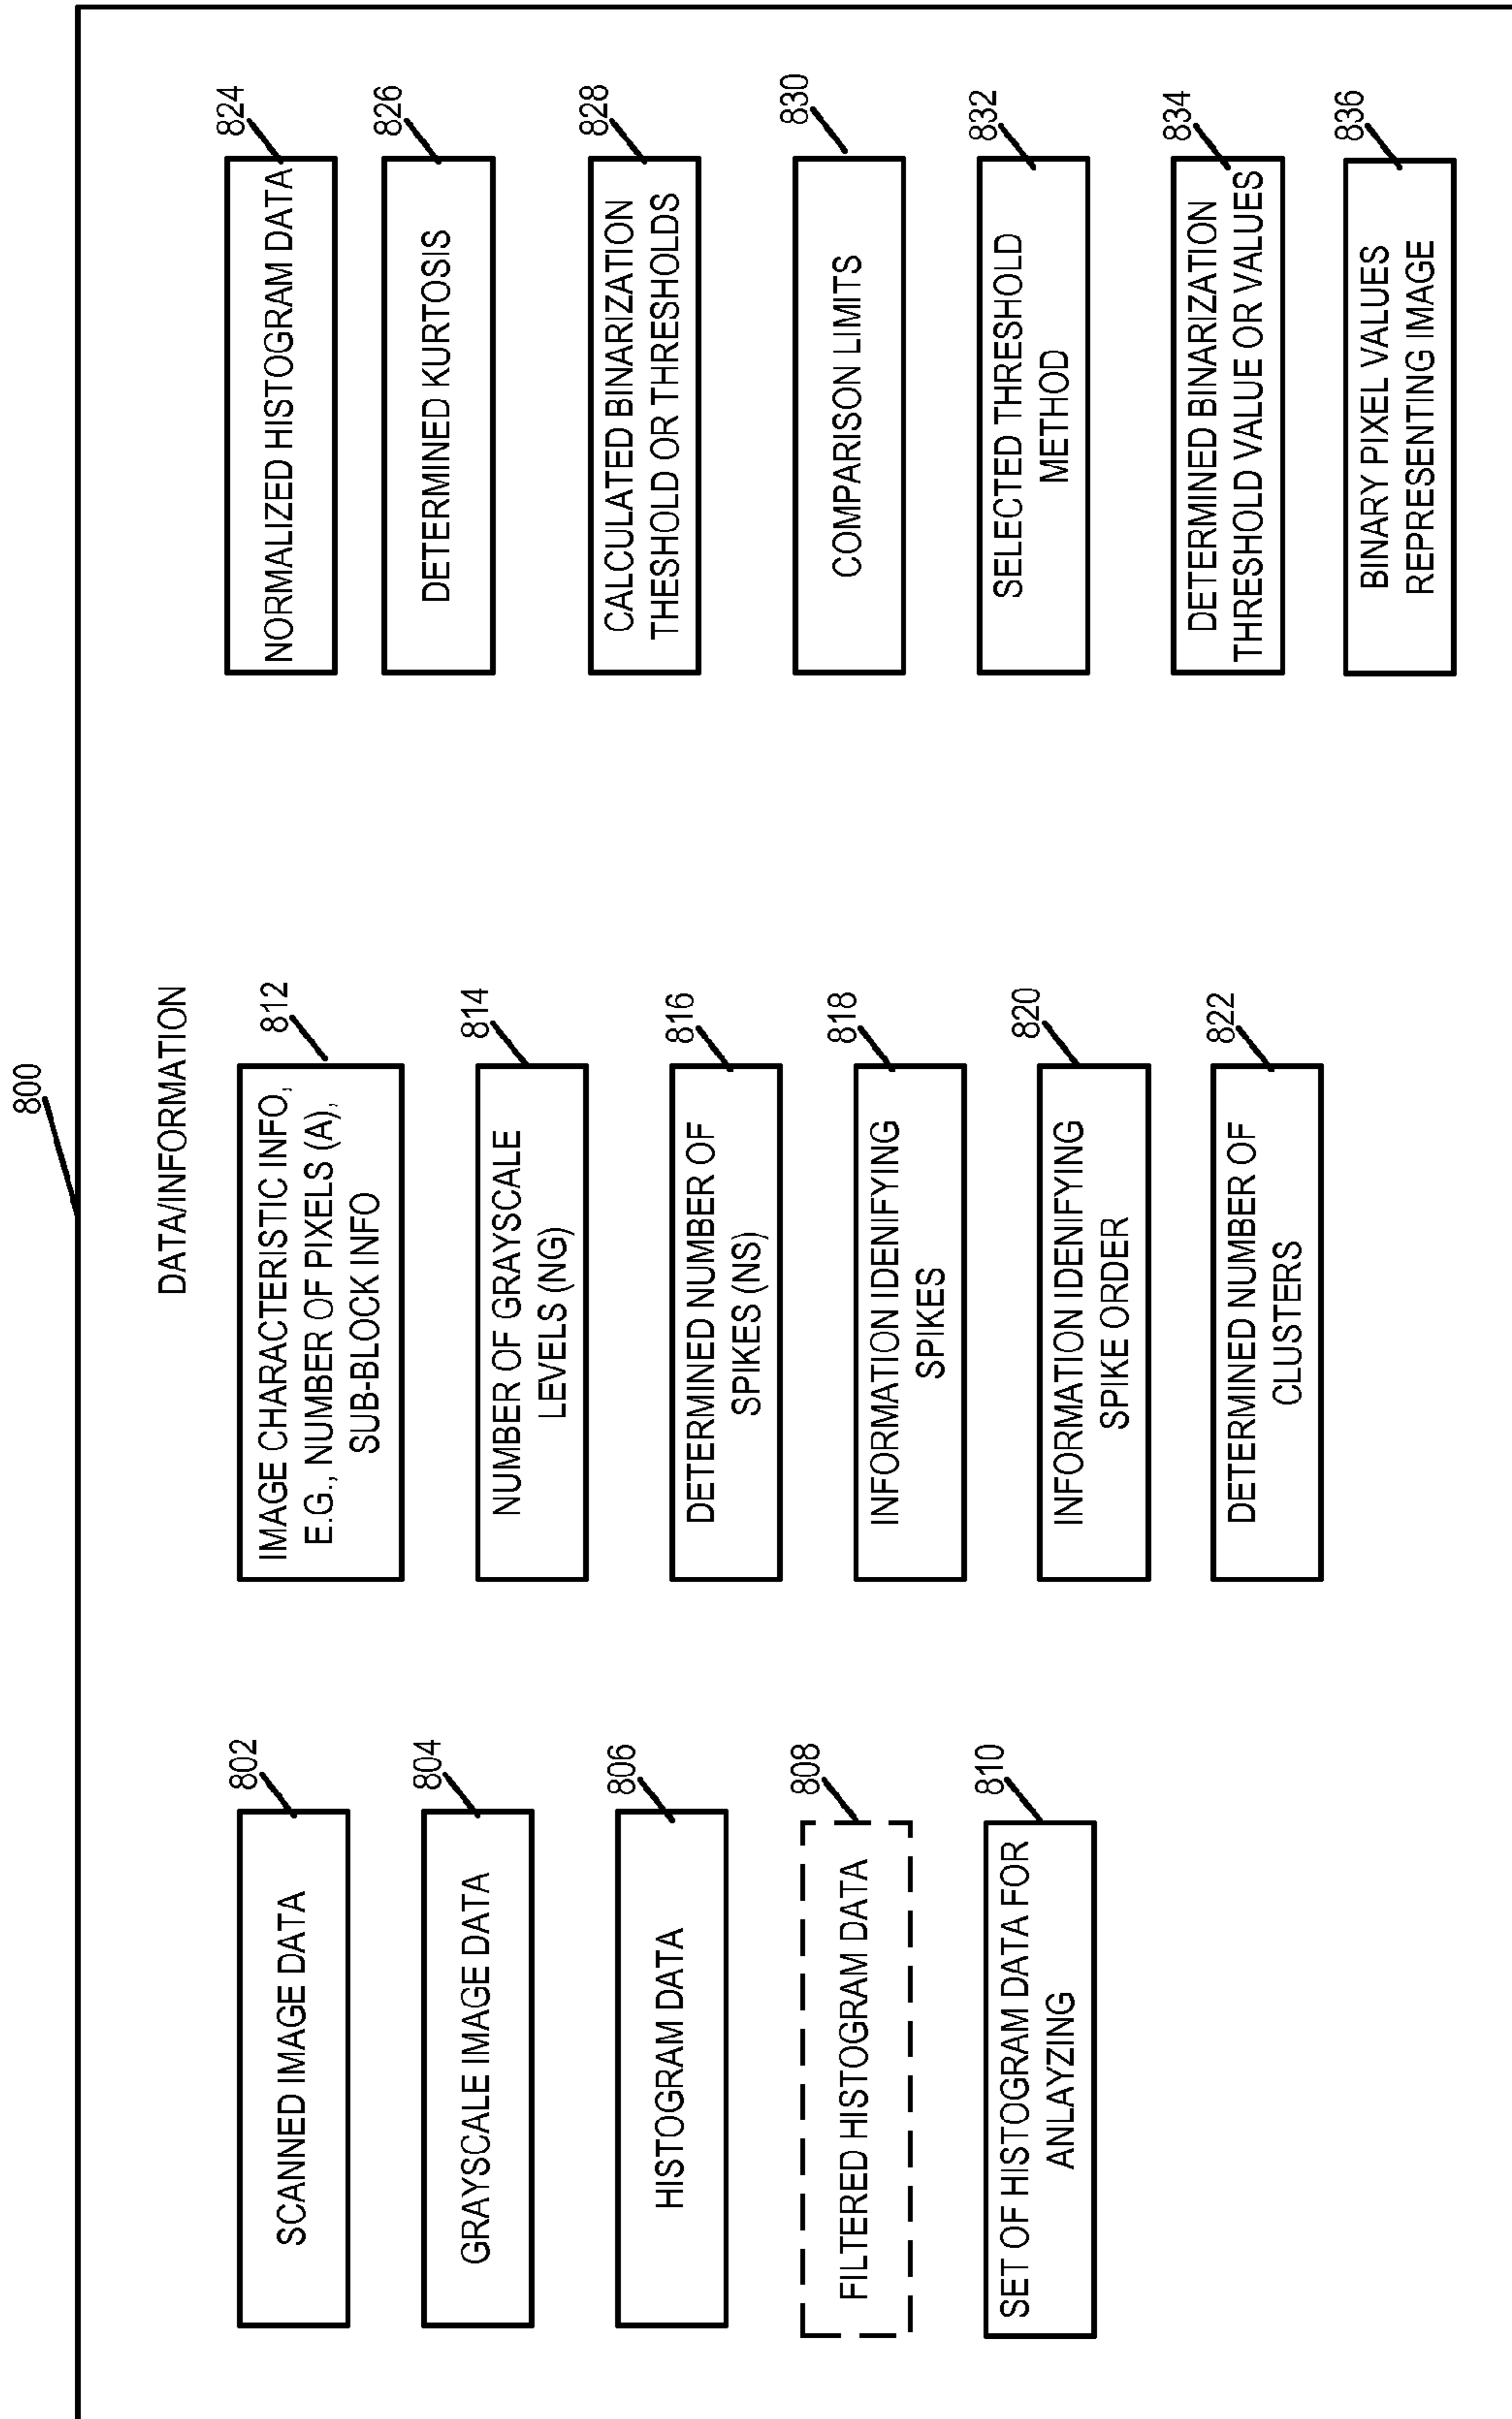 800
DATA/INFORMATION
802
SCANNED IMAGE DATA
804
GRAYSCALE IMAGE DATA
806
HISTOGRAM DATA
808
FILTERED HISTOGRAM DATA
810
SET OF HISTOGRAM DATA FOR
ANLAYZING
812
IMAGE CHARACTERISTIC INFO,
E.G., NUMBER OF PIXELS (A),
SUB-BLOCK INFO
814
NUMBER OF GRAYSCALE
LEVELS (NG)
816
DETERMINED NUMBER OF
SPIKES (NS)
818
INFORMATION IDENIFYING
SPIKES
820
INFORMATION IDENIFYING
SPIKE ORDER
822
DETERMINED NUMBER OF
CLUSTERS
824
NORMALIZED HISTOGRAM DATA
826
DETERMINED KURTOSIS
828
CALCULATED BINARIZATION
THESHOLD OR THRESHOLDS
830
COMPARISON LIMITS
832
SELECTED THRESHOLD
METHOD
834
DETERMINED BINARIZATION
THRESHOLD VALUE OR VALUES
836
BINARY PIXEL VALUES
REPRESENTING IMAGE